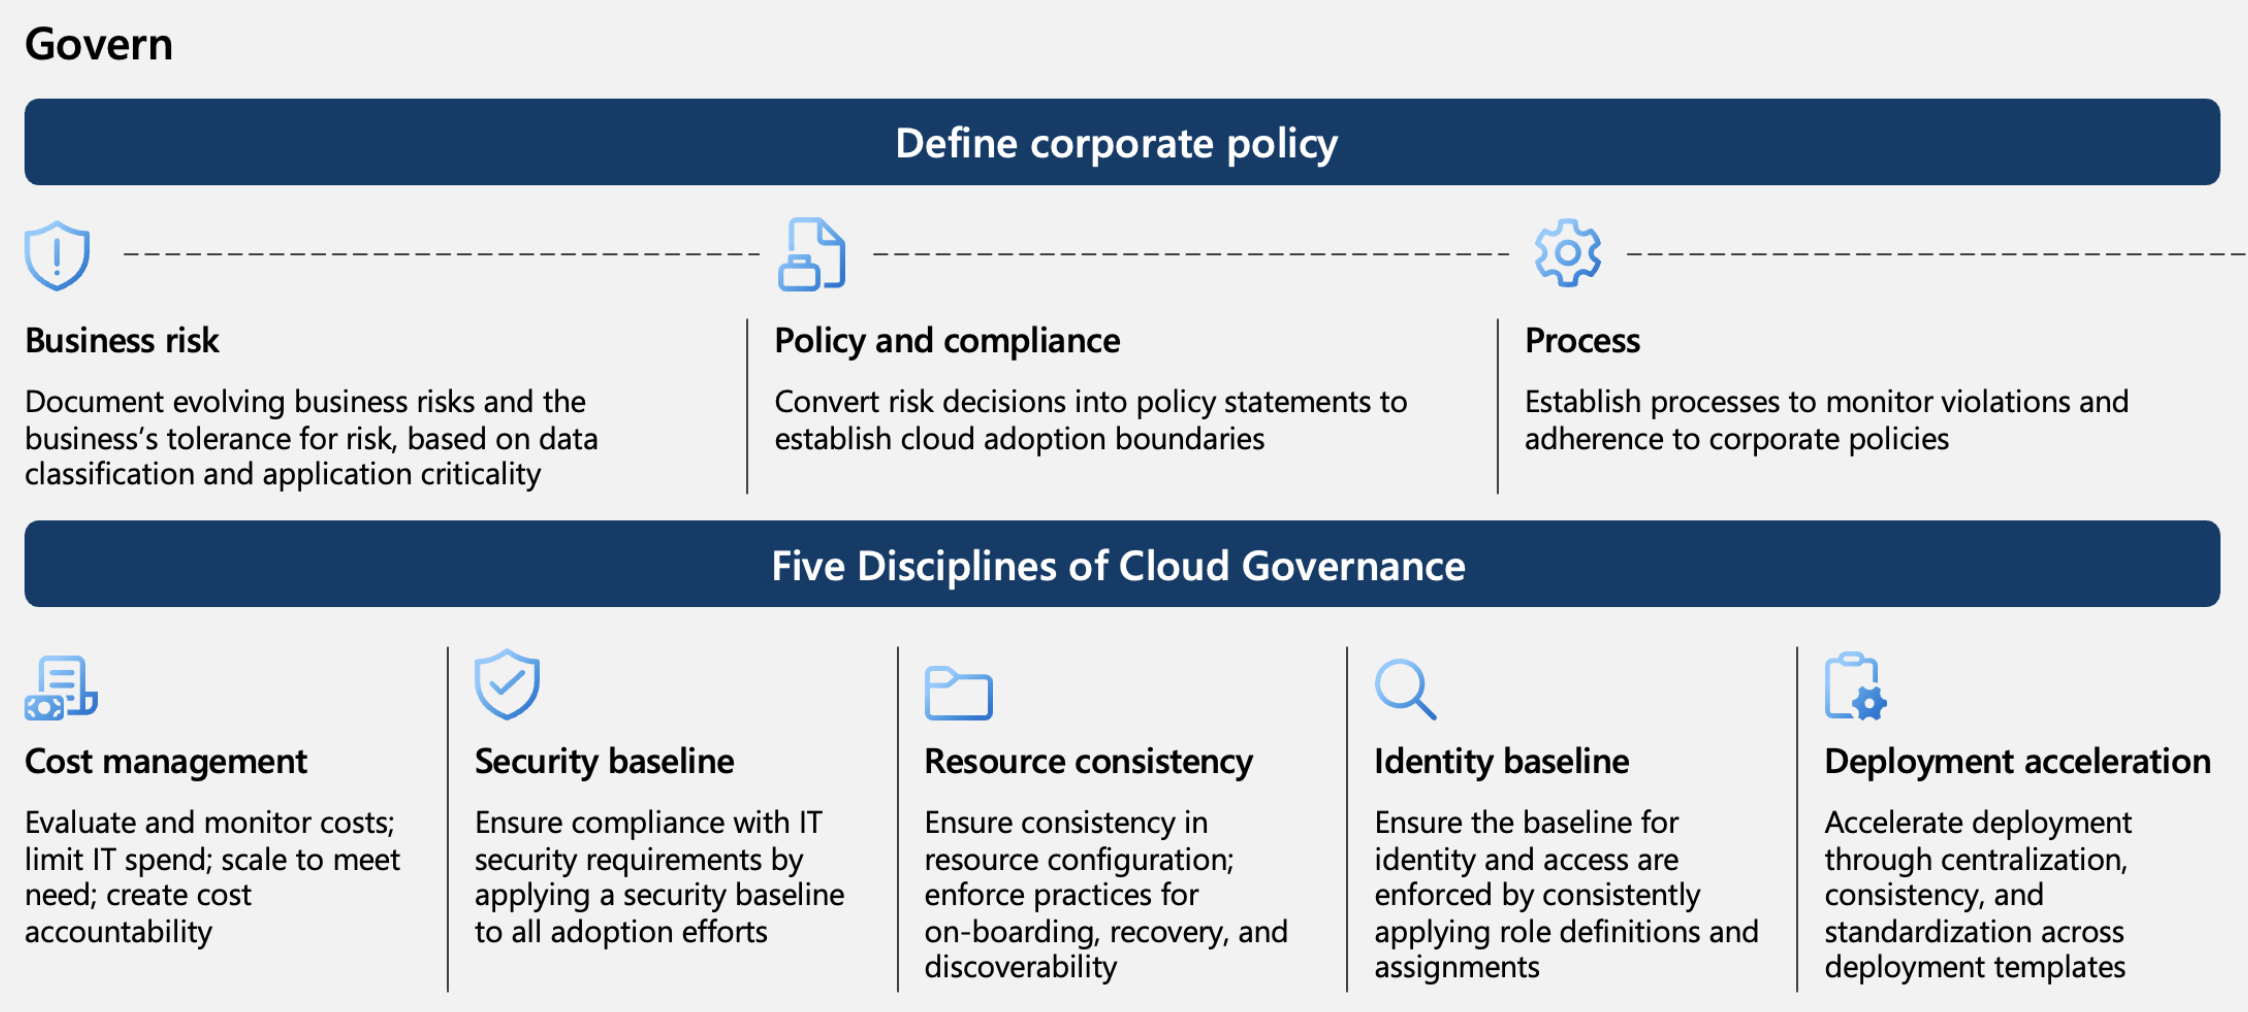 Govern
Define corporate policy
Business risk
Document evolving business risks and the
business’s tolerance for risk, based on data
classification and application criticality
Policy and compliance
Convert risk decisions into policy statements to
establish cloud adoption boundaries
Process
Establish processes to monitor violations and
adherence to corporate policies
Five Disciplines of Cloud Governance
Cost management
Evaluate and monitor costs;
limit IT spend; scale to meet
need; create cost
accountability
Security baseline
Ensure compliance with IT
security requirements by
applying a security baseline
to all adoption efforts
Resource consistency
Ensure consistency in
resource configuration;
enforce practices for
on-boarding, recovery, and
discoverability
Identity baseline
Ensure the baseline for
identity and access are
enforced by consistently
applying role definitions and
assignments
Deployment acceleration
Accelerate deployment
through centralization,
consistency, and
standardization across
deployment templates